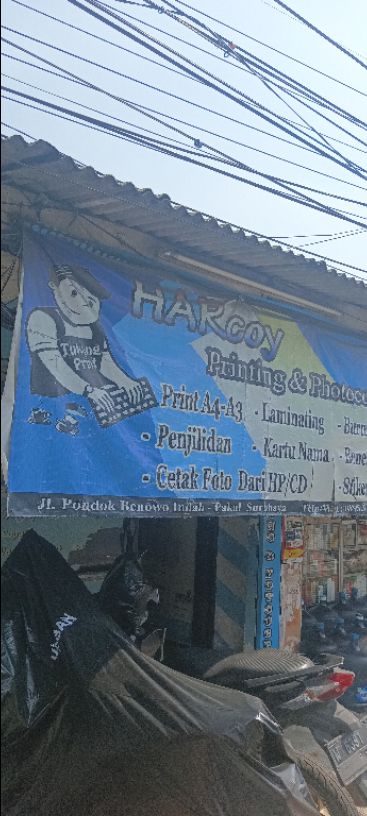 HARCOY
Printing & Photoco
Tukang
Print
- Print A4-A3
- Laminating
- Penjilidan
- Kartu Nama
- Cetak Foto Dari HP/CD
Jl. Pondok Benowo Indah - Pakal Surabaya